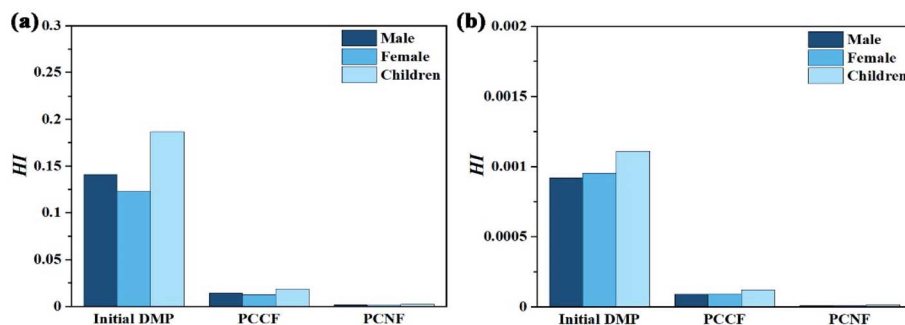 (a)
0.3
0.25
0.2
0.15
0.1
0.05
0
HI
Male
Female
Children
Initial DMP PCCF PCNF
(b)
0.002
0.0015
0.001
0.0005
0
HI
Male
Female
Children
Initial DMP PCCF PCNF